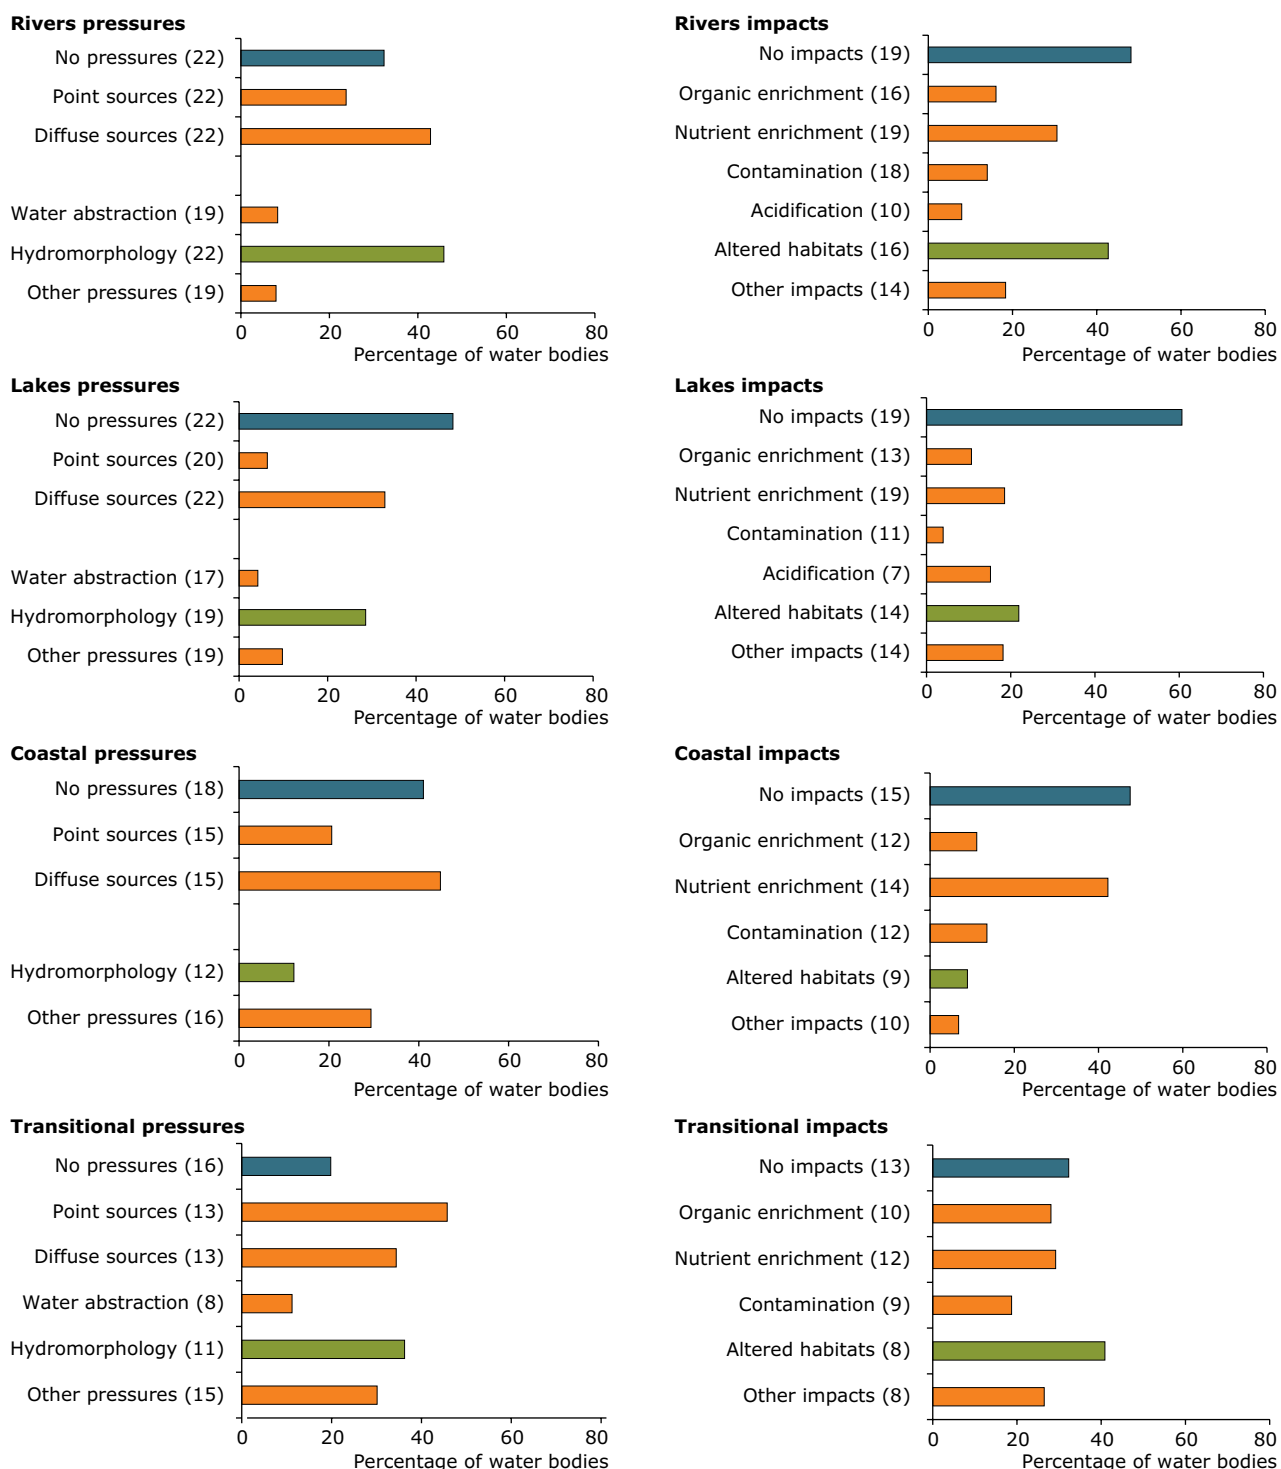 Rivers pressures
No pressures (22)
Point sources (22)
Diffuse sources (22)
Water abstraction (19)
Hydromorphology (22)
Other pressures (19)
0 20 40 60 80
Percentage of water bodies
Rivers impacts
No impacts (19)
Organic enrichment (16)
Nutrient enrichment (19)
Contamination (18)
Acidification (10)
Altered habitats (16)
Other impacts (14)
0 20 40 60 80
Percentage of water bodies
Lakes pressures
No pressures (22)
Point sources (20)
Diffuse sources (22)
Water abstraction (17)
Hydromorphology (19)
Other pressures (19)
0 20 40 60 80
Percentage of water bodies
Lakes impacts
No impacts (19)
Organic enrichment (13)
Nutrient enrichment (19)
Contamination (11)
Acidification (7)
Altered habitats (14)
Other impacts (14)
0 20 40 60 80
Percentage of water bodies
Coastal pressures
No pressures (18)
Point sources (15)
Diffuse sources (15)
Hydromorphology (12)
Other pressures (16)
0 20 40 60 80
Percentage of water bodies
Coastal impacts
No impacts (15)
Organic enrichment (12)
Nutrient enrichment (14)
Contamination (12)
Altered habitats (9)
Other impacts (10)
0 20 40 60 80
Percentage of water bodies
Transitional pressures
No pressures (16)
Point sources (13)
Diffuse sources (13)
Water abstraction (8)
Hydromorphology (11)
Other pressures (15)
0 20 40 60 80
Percentage of water bodies
Transitional impacts
No impacts (13)
Organic enrichment (10)
Nutrient enrichment (12)
Contamination (9)
Altered habitats (8)
Other impacts (8)
0 20 40 60 80
Percentage of water bodies